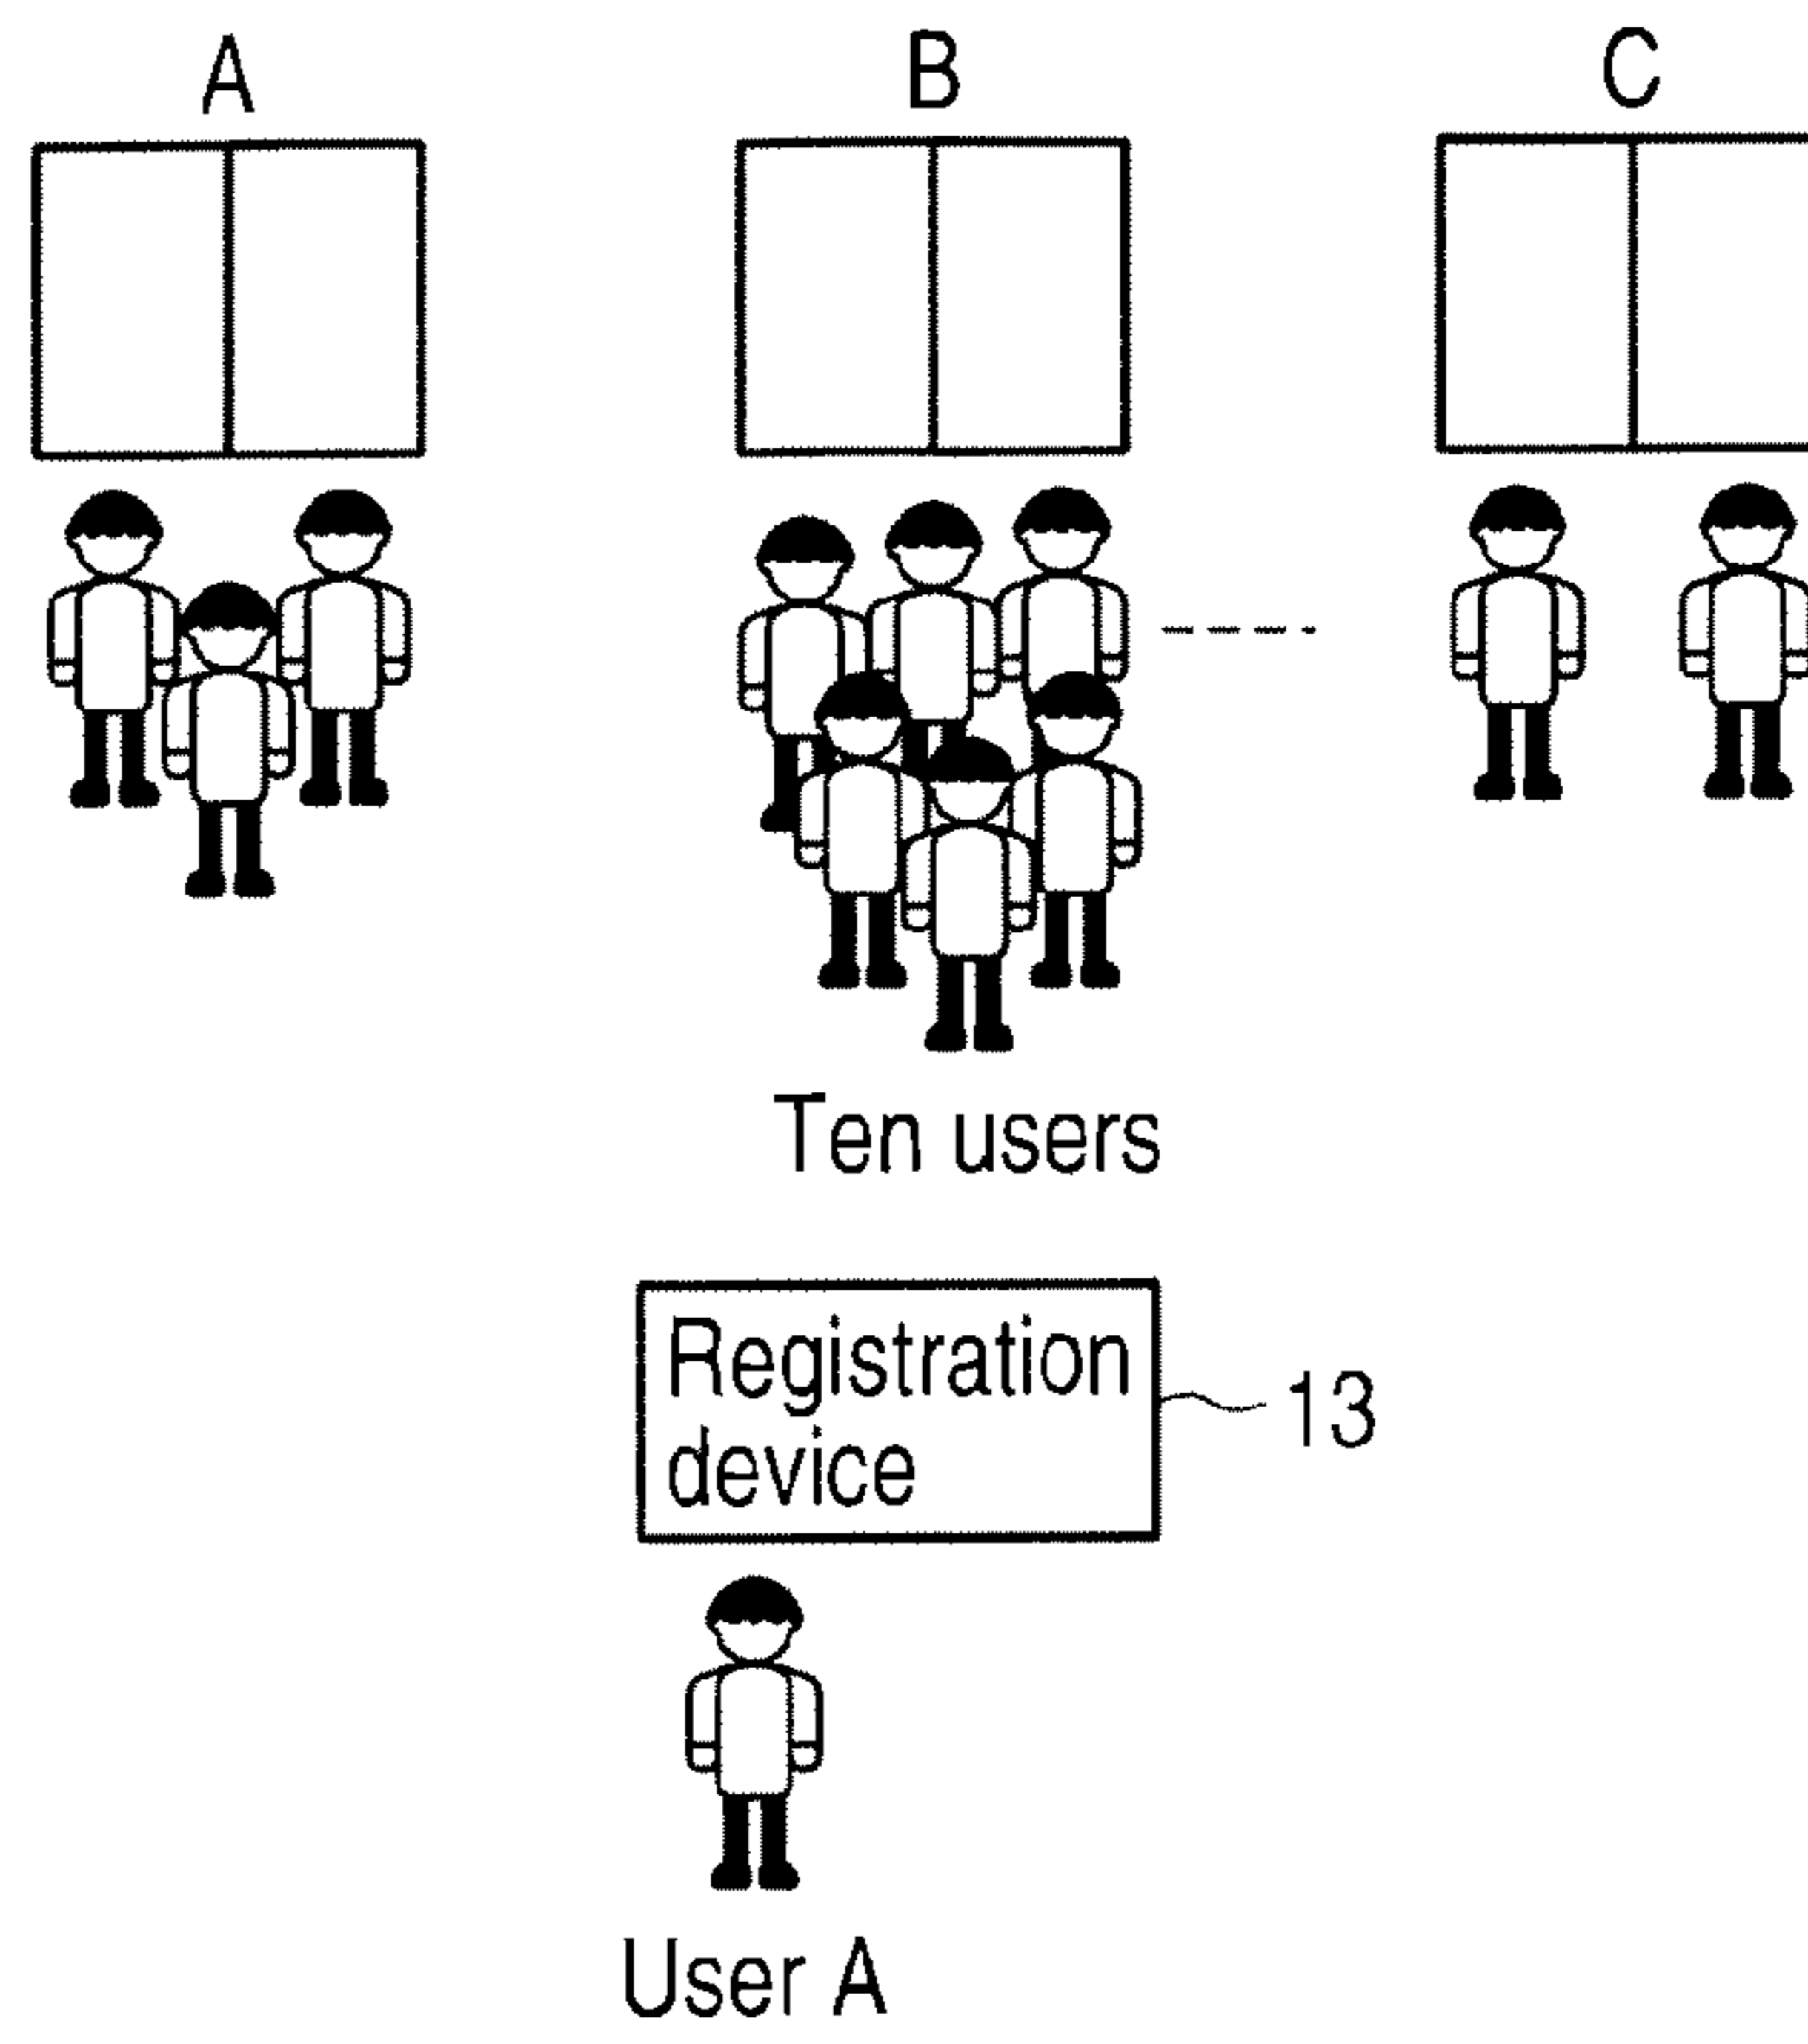 A
B
C
Ten users
Registration
device
13
User A